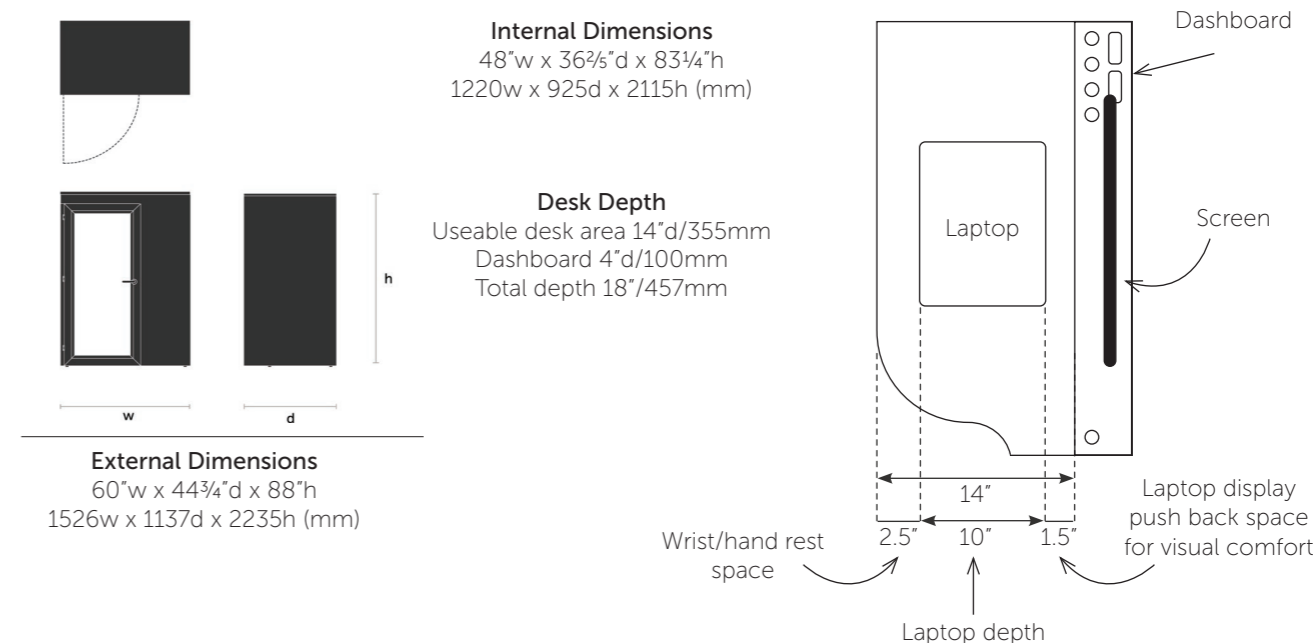 Internal Dimensions
48”w x 36⅖”d x 83¼”h
1220w x 925d x 2115h (mm)
Desk Depth
Useable desk area 14”d/355mm
Dashboard 4”d/100mm
Total depth 18”/457mm
h
w
d
External Dimensions
60”w x 44¾”d x 88”h
1526w x 1137d x 2235h (mm)
Dashboard
Laptop
Screen
14”
2.5”
10”
1.5”
Wrist/hand rest
space
Laptop display
push back space
for visual comfort
Laptop depth